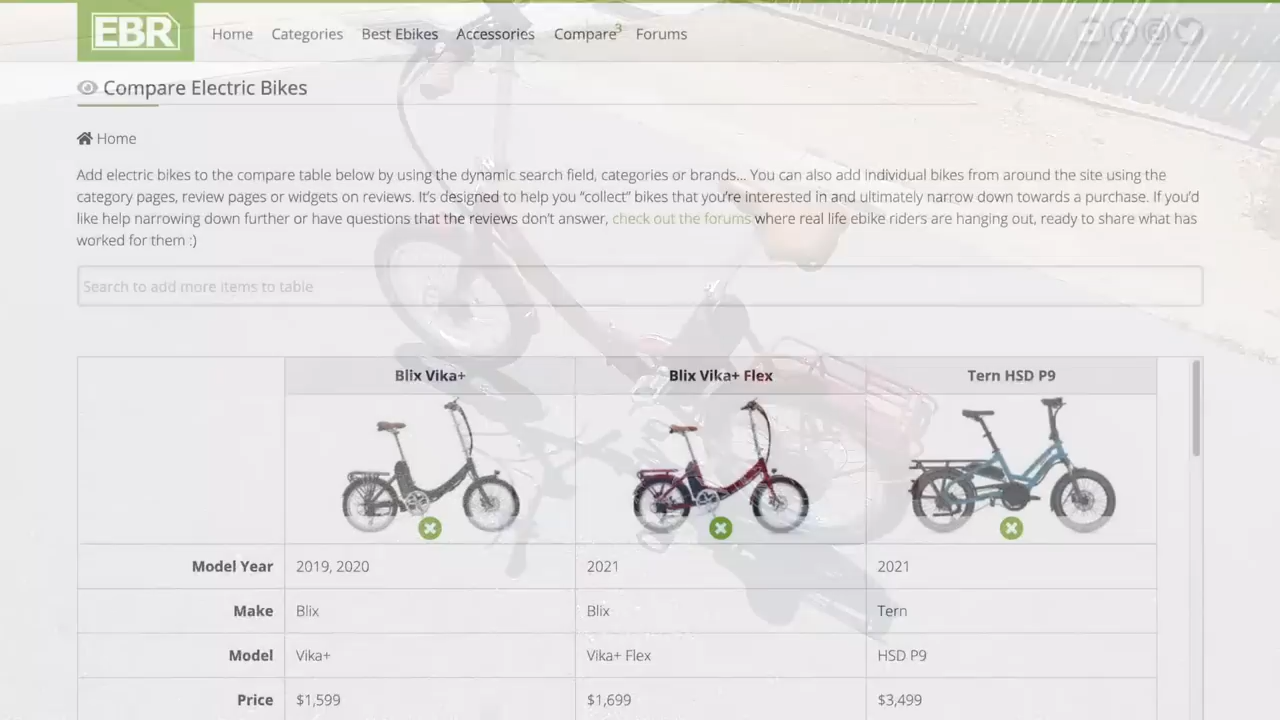 EBR
Home Categories Best Ebikes Accessories Compare3 Forums
Compare Electric Bikes
Home
Add electric bikes to the compare table below by using the dynamic search field, categories or brands... You can also add individual bikes from around the site using the
category pages, review pages or widgets on reviews. It's designed to help you “collect” bikes that you're interested in and ultimately narrow down towards a purchase. If you'd
like help narrowing down further or have questions that the reviews don't answer, check out the forums where real life ebike riders are hanging out, ready to share what has
worked for them :)
Search to add more items to table
Blix Vika+ Blix Vika+ Flex Tern HSD P9
Model Year 2019, 2020 2021 2021
Make Blix Blix Tern
Model Vika+ Vika+ Flex HSD P9
Price $1,599 $1,699 $3,499